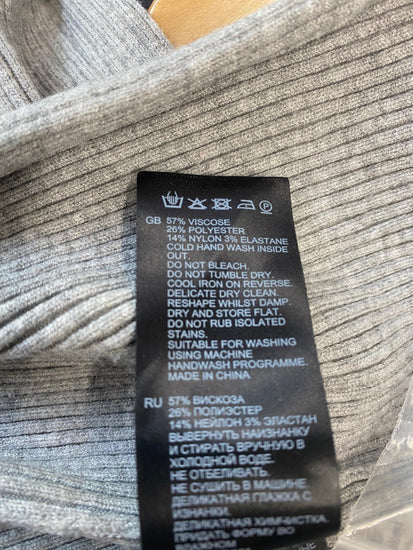 GB 57% VISCOSE
26% POLYESTER
14% NYLON 3% ELASTANE
COLD HAND WASH INSIDE
OUT.
DO NOT BLEACH.
DO NOT TUMBLE DRY.
COOL IRON ON REVERSE.
DELICATE DRY CLEAN.
RESHAPE WHILST DAMP.
DRY AND STORE FLAT.
DO NOT RUB ISOLATED
STAINS.
SUITABLE FOR WASHING
USING MACHINE
HANDWASH PROGRAMME.
MADE IN CHINA
RU 57% ВИСКОЗА
26% ПОЛИЭСТЕР
14% НЕЙЛОН 3% ЭЛАСТАН
ВЫВЕРНУТЬ НАИЗНАНКУ
И СТИРАТЬ ВРУЧНУЮ В
ХОЛОДНОЙ ВОДЕ.
НЕ ОТБЕЛИВАТЬ.
НЕ СУШИТЬ В МАШИНЕ.
ДЕЛИКАТНАЯ ГЛАЖКА С
ИЗНАНКИ.
ДЕЛИКАТНАЯ ХИМЧИСТКА.
ПРИДАТЬ ФОРМУ ВО
ВЛАЖНОМ